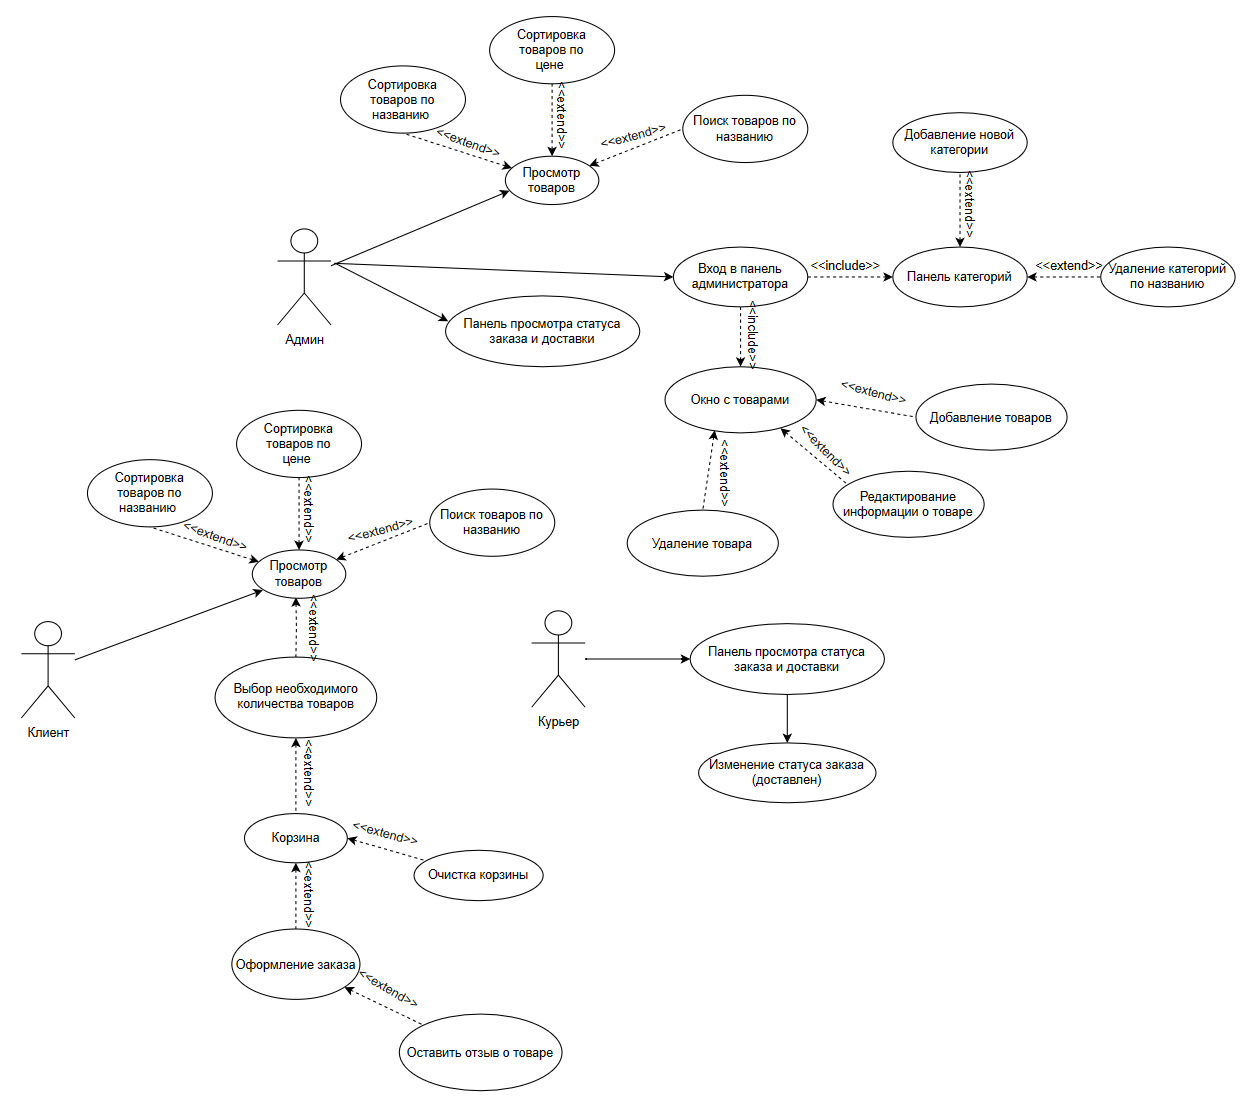 Сортировка
товаров по
цене
Сортировка
товаров по
названию
<<extend>>
<<extend>>
<<extend>>
Поиск товаров по
названию
Просмотр
товаров
Добавление новой
категории
<<extend>>
Админ
Вход в панель
администратора
<<include>>
Панель категорий
<<extend>>
Удаление категорий
по названию
Панель просмотра статуса
заказа и доставки
<<include>>
Окно с товарами
<<extend>>
Добавление товаров
<<extend>>
Редактирование
информации о товаре
<<extend>>
Удаление товара
Сортировка
товаров по
цене
Сортировка
товаров по
названию
<<extend>>
<<extend>>
<<extend>>
Поиск товаров по
названию
Просмотр
товаров
Клиент
<<extend>>
Выбор необходимого
количества товаров
<<extend>>
Корзина
<<extend>>
Очистка корзины
<<extend>>
Оформление заказа
<<extend>>
Оставить отзыв о товаре
Курьер
Панель просмотра статуса
заказа и доставки
Изменение статуса заказа
(доставлен)